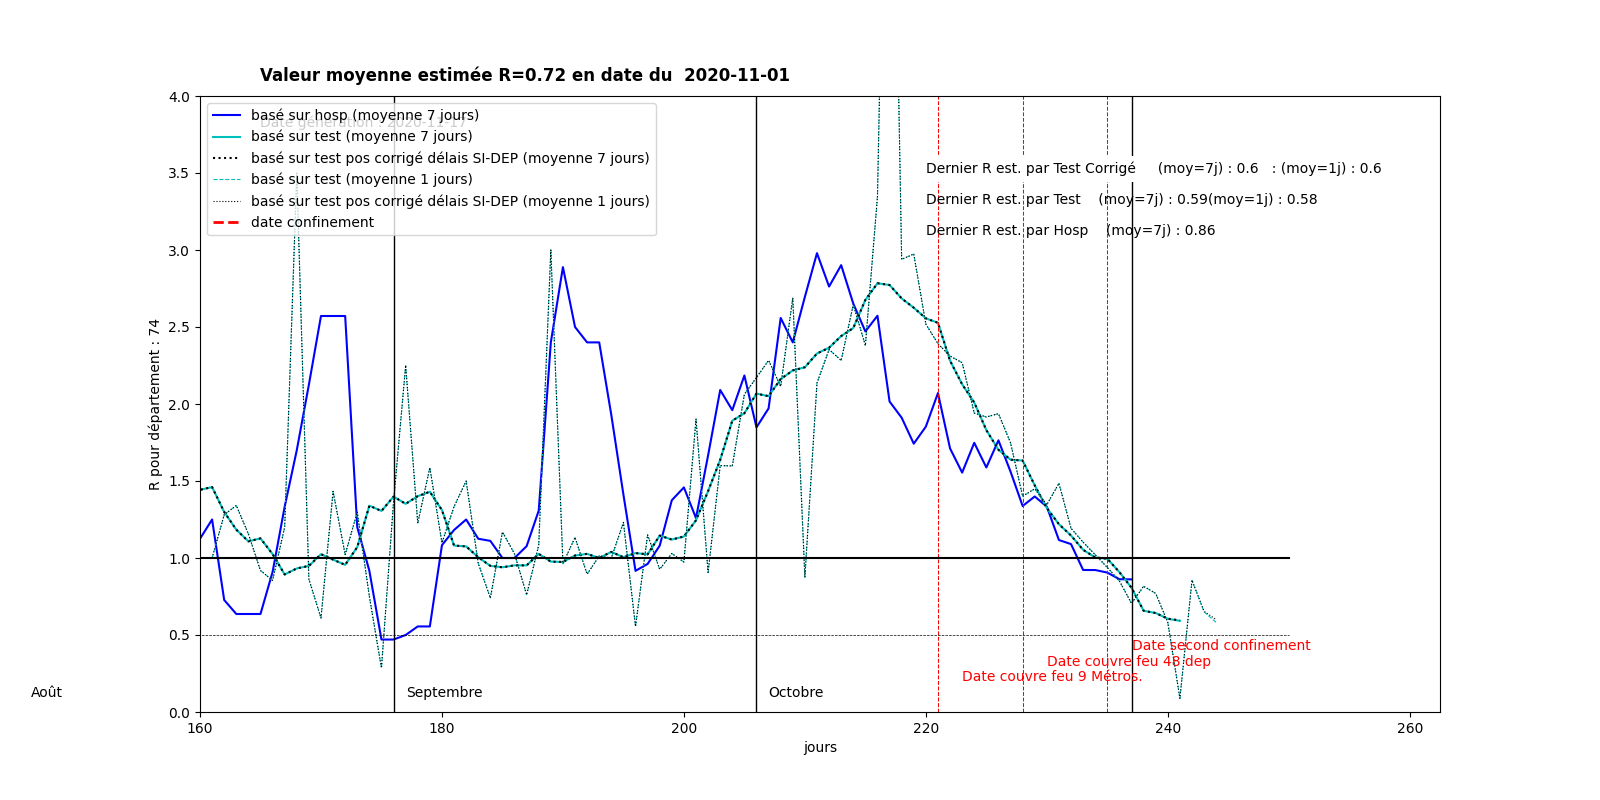 Valeur moyenne estimée R=0.72 en date du  2020-11-01
Date génération : 2020-11-17
basé sur hosp (moyenne 7 jours)
basé sur test (moyenne 7 jours)
basé sur test pos corrigé délais SI-DEP (moyenne 7 jours)
basé sur test (moyenne 1 jours)
basé sur test pos corrigé délais SI-DEP (moyenne 1 jours)
date confinement
Dernier R est. par Test Corrigé     (moy=7j) : 0.6   : (moy=1j) : 0.6
Dernier R est. par Test    (moy=7j) : 0.59(moy=1j) : 0.58
Dernier R est. par Hosp    (moy=7j) : 0.86
4.0
3.5
3.0
2.5
2.0
1.5
1.0
0.5
0.0
R pour département : 74
Date second confinement
Date couvre feu 48 dep
Date couvre feu 9 Métros.
Août
Septembre
Octobre
160
180
200
220
240
260
jours